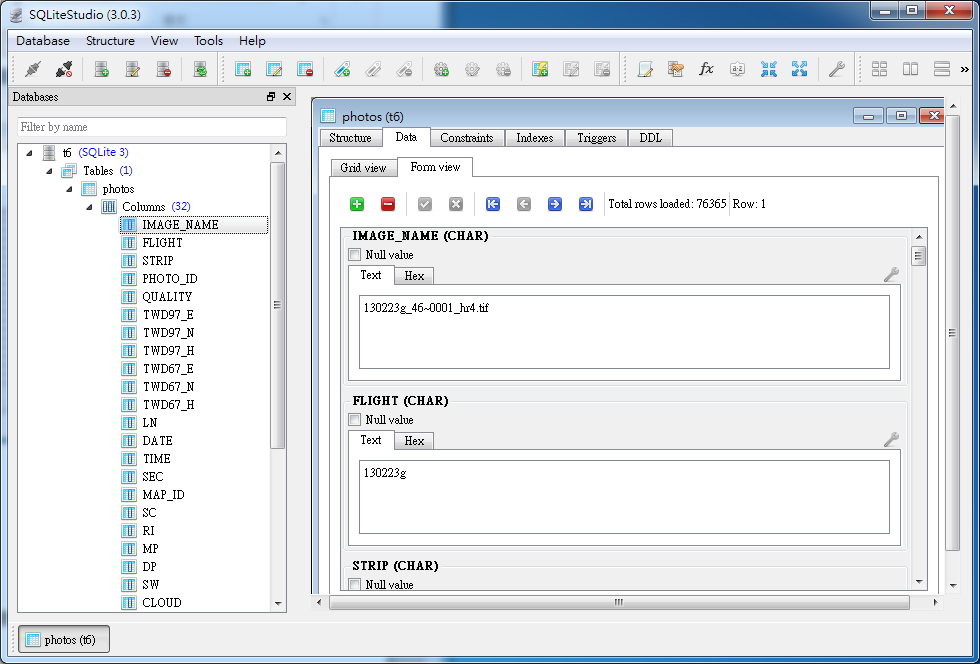 SQLiteStudio (3.0.3)
Database Structure View Tools Help
Databases
Filter by name
t6 (SQLite 3)
Tables (1)
photos
Columns (32)
IMAGE_NAME
FLIGHT
STRIP
PHOTO_ID
QUALITY
TWD97_E
TWD97_N
TWD97_H
TWD67_E
TWD67_N
TWD67_H
LN
DATE
TIME
SEC
MAP_ID
SC
RI
MP
DP
SW
CLOUD
photos (t6)
Structure Data Constraints Indexes Triggers DDL
Grid view Form view
Total rows loaded: 76365 Row: 1
IMAGE_NAME (CHAR)
Null value
Text Hex
130223g_46~0001_hr4.tif
FLIGHT (CHAR)
Null value
Text Hex
130223g
STRIP (CHAR)
Null value
photos (t6)